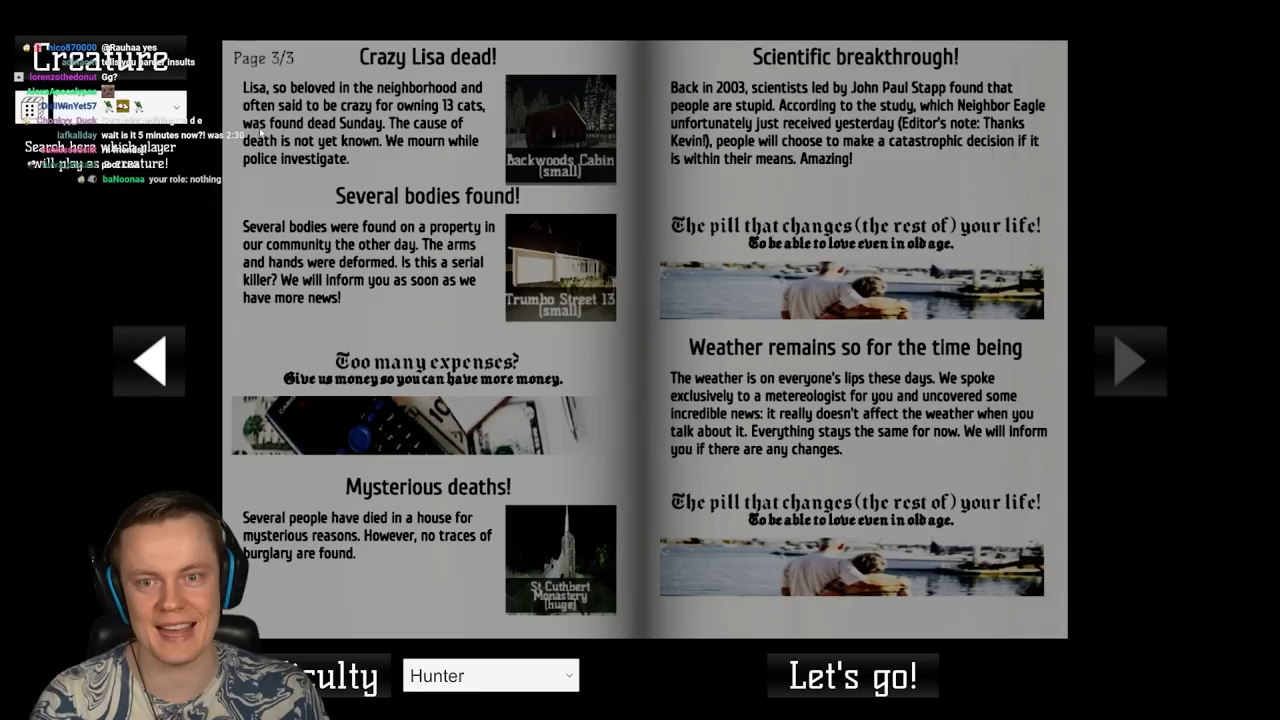 Creature
nico870000 @Rauhaa yes
tells you harder insults
lorenzothedonut Gg?
DidIWinYet57
Chonkyy_Duck
iafkallday wait is it 5 minutes now?! was 2:30
Search here which player
will play as a creature!
baNoonaa your role: nothing
Page 3/3
Crazy Lisa dead!
Lisa, so beloved in the neighborhood and
often said to be crazy for owning 13 cats,
was found dead Sunday. The cause of
death is not yet known. We mourn while
police investigate.
Backwoods Cabin
(small)
Several bodies found!
Several bodies were found on a property in
our community the other day. The arms
and hands were deformed. Is this a serial
killer? We will inform you as soon as we
have more news!
Trumbo Street 13
(small)
Too many expenses?
Give us money so you can have more money.
Mysterious deaths!
Several people have died in a house for
mysterious reasons. However, no traces of
burglary are found.
St Cuthbert
Monastery
(huge)
Scientific breakthrough!
Back in 2003, scientists led by John Paul Stapp found that
people are stupid. According to the study, which Neighbor Eagle
unfortunately just received yesterday (Editor's note: Thanks
Kevin!), people will choose to make a catastrophic decision if it
is within their means. Amazing!
The pill that changes (the rest of) your life!
To be able to love even in old age.
Weather remains so for the time being
The weather is on everyone's lips these days. We spoke
exclusively to a metereologist for you and uncovered some
incredible news: it really doesn't affect the weather when you
talk about it. Everything stays the same for now. We will inform
you if there are any changes.
The pill that changes (the rest of) your life!
To be able to love even in old age.
culty
Hunter
Let's go!